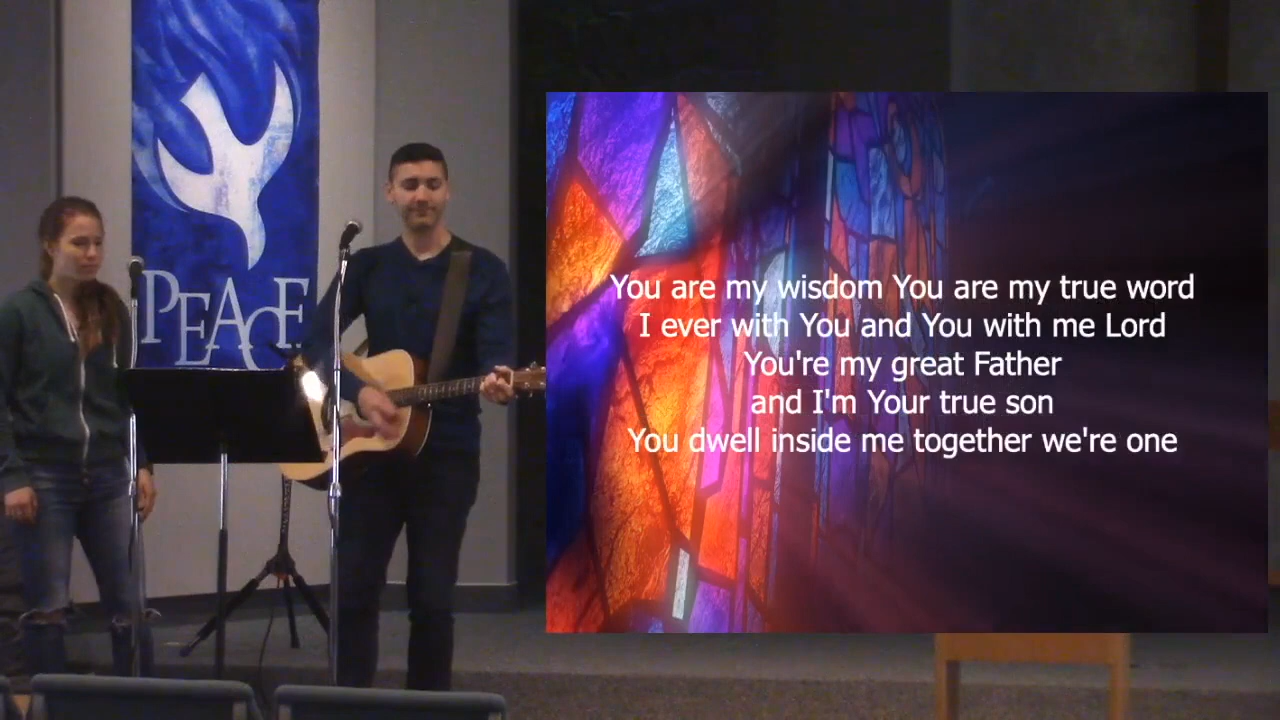 PEACE
You are my wisdom You are my true word
I ever with You and You with me Lord
You're my great Father
and I'm Your true son
You dwell inside me together we're one